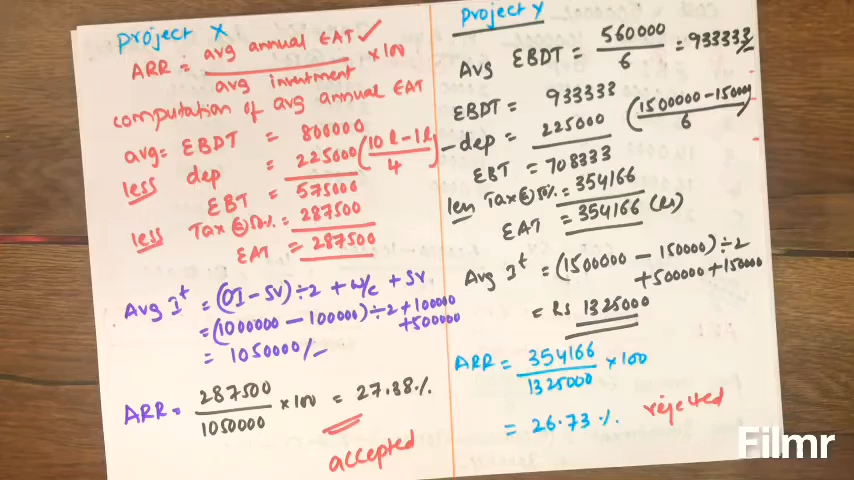 Project X
ARR = avg annual EAT ✓
avg investment ×100
computation of avg annual EAT
avg = EBDT = 800000
less dep = 225000 (10L - 1L)
4
EBT = 575000
less Tax @50% = 287500
EAT = 287500
Avg Iᵗ = (OI - SV) ÷ 2 + W/C + SV
= (1000000 - 100000) ÷ 2 + 100000
+500000
= 1050000/-
ARR = 287500
1050000 ×100 = 27.38%
accepted
Project Y
Avg EBDT = 560000
6 = 933333
EBDT = 933333
- dep = 225000 (1500000 - 150000)
6
EBT = 708333
less Tax @50% = 354166
EAT = 354166 (Rs)
Avg Iᵗ = (1500000 - 150000) ÷ 2
+500000 + 150000
= Rs 1325000
ARR = 354166
1325000 × 100
= 26.73 % rejected
Filmr